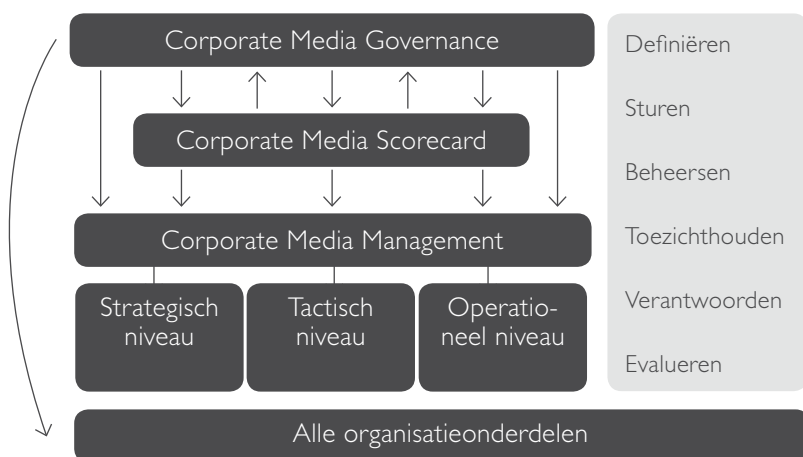 Corporate Media Governance
Corporate Media Scorecard
Corporate Media Management
Strategisch
niveau
Tactisch
niveau
Operatio-
neel niveau
Alle organisatieonderdelen
Definiëren
Sturen
Beheersen
Toezichthouden
Verantwoorden
Evalueren